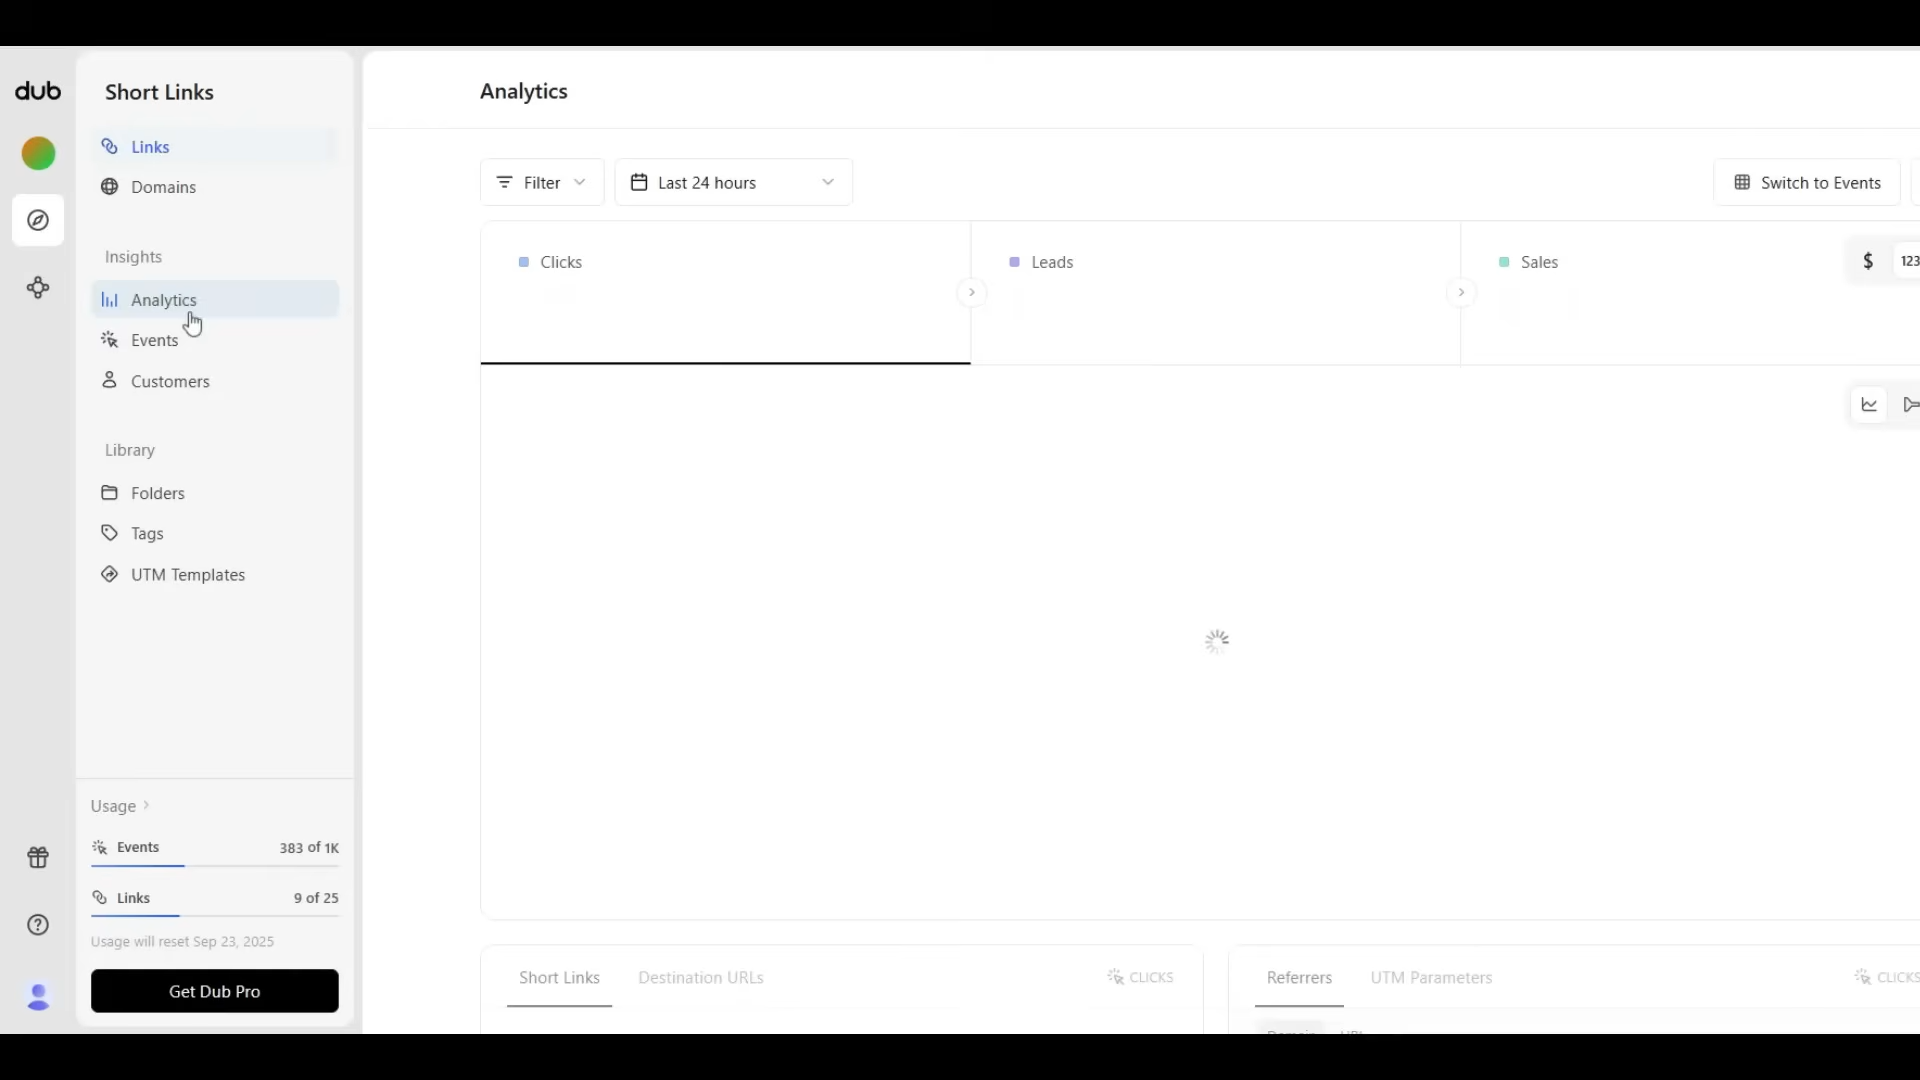 dub
Short Links
Links
Domains
Insights
Analytics
Events
Customers
Library
Folders
Tags
UTM Templates
Usage
Events 383 of 1K
Links 9 of 25
Usage will reset Sep 23, 2025
Get Dub Pro
Analytics
Filter
Last 24 hours
Switch to Events
Clicks
Leads
Sales
$ 123
Short Links Destination URLs CLICKS
Referrers UTM Parameters CLICKS